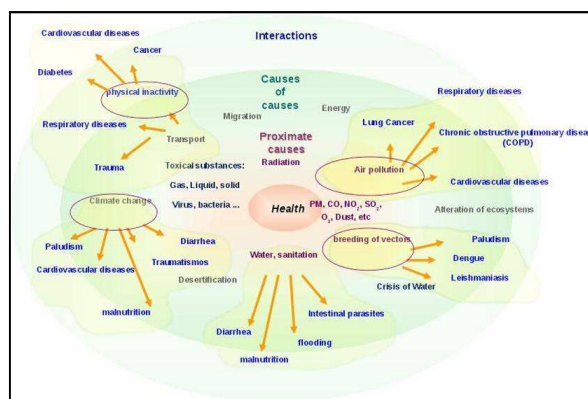 Cardiovascular diseases
Interactions
Cancer
Diabetes
physical inactivity
Causes
of
causes
Respiratory diseases
Energy
Migration
Respiratory diseases
Lung Cancer
Transport
Proximate
causes
Chronic obstructive pulmonary disea
(COPD)
Trauma
Toxical substances:
Radiation
Air pollution
Cardiovascular diseases
Gas, Liquid, solid
Climate change
Virus, bacteria ...
Health
PM, CO, NO₂, SO₂,
O₃, Dust, etc
Alteration of ecosystems
Paludism
Diarrhea
breeding of vectors
Paludism
Water, sanitation
Traumatismos
Cardiovascular diseases
Dengue
Desertification
Crisis of Water
Leishmaniasis
malnutrition
Intestinal parasites
Diarrhea
flooding
malnutrition